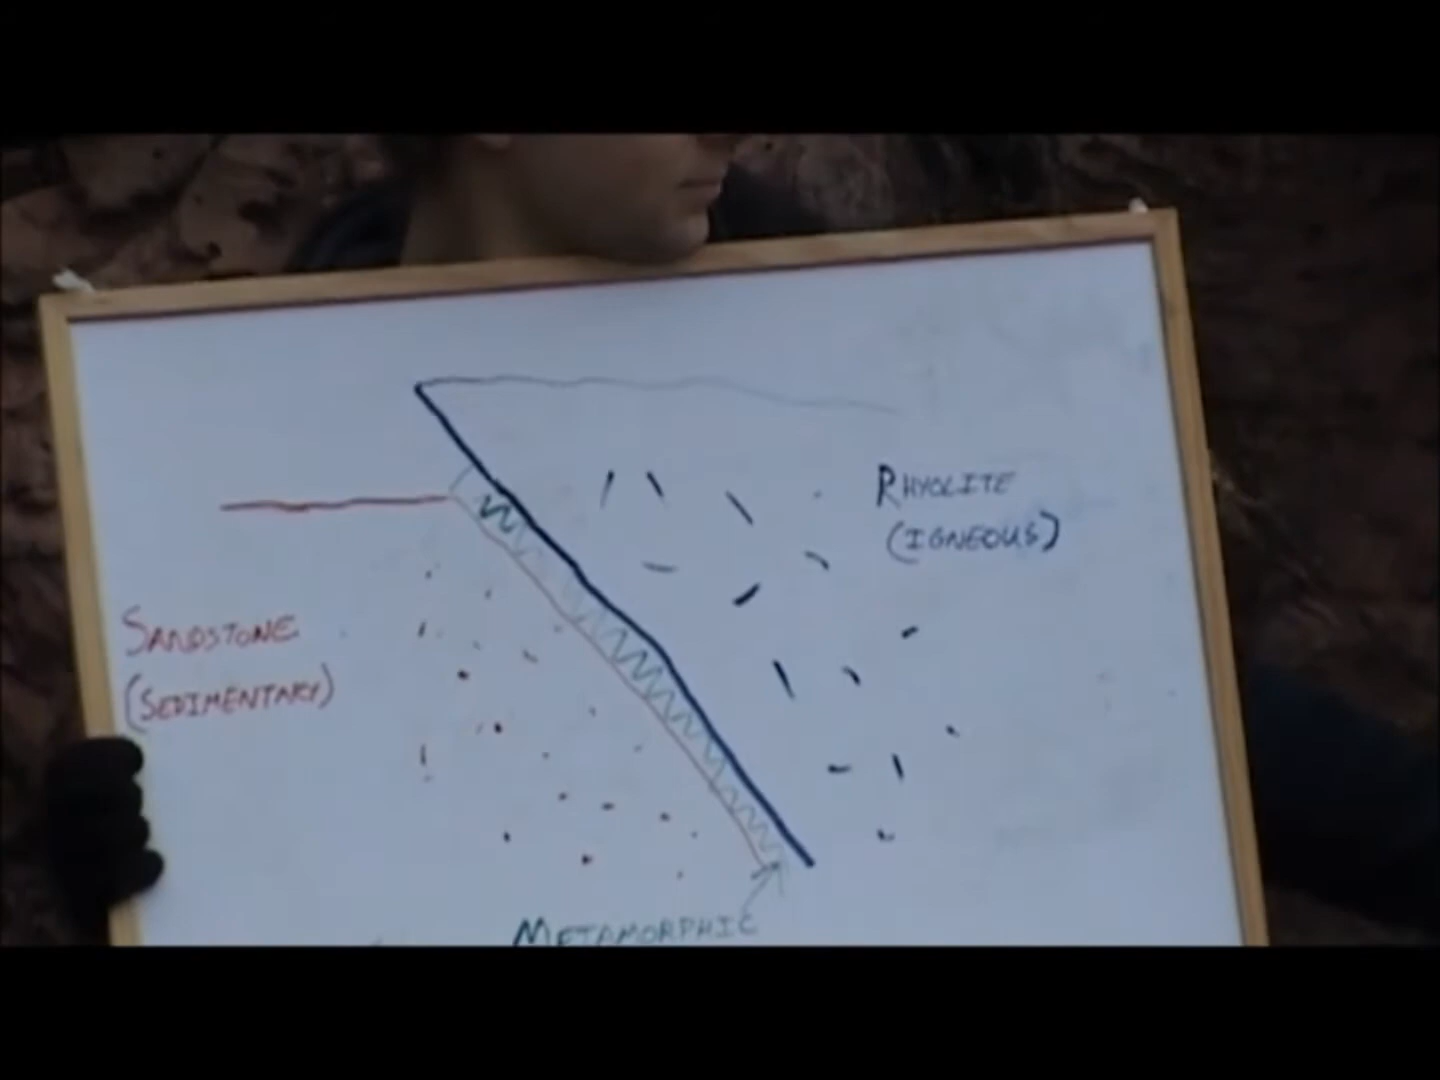 RHYOLITE
(IGNEOUS)
SANDSTONE
(SEDIMENTARY)
METAMORPHIC